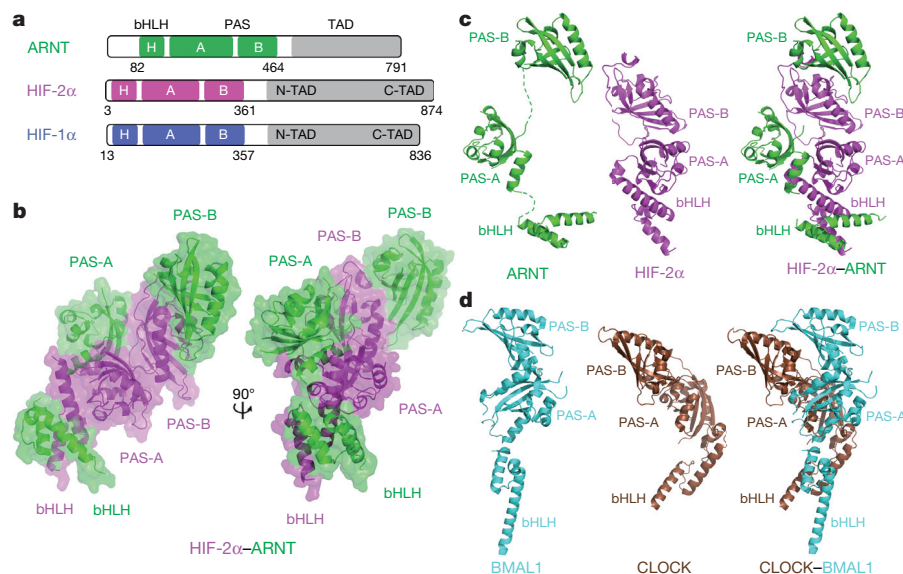 a
bHLH PAS TAD
ARNT H A B
82 464 791
HIF-2α H A B N-TAD C-TAD
3 361 874
HIF-1α H A B N-TAD C-TAD
13 357 836
b
PAS-B
PAS-A
PAS-B
PAS-A
bHLH
bHLH
90°
PAS-B
PAS-B
PAS-A
PAS-A
bHLH
bHLH
HIF-2α–ARNT
c
PAS-B
PAS-A
bHLH
ARNT
PAS-B
PAS-A
bHLH
HIF-2α
PAS-B
PAS-B
PAS-A
PAS-A
bHLH
bHLH
HIF-2α–ARNT
d
PAS-B
PAS-A
bHLH
BMAL1
PAS-B
PAS-A
bHLH
CLOCK
PAS-B
PAS-B
PAS-A
PAS-A
bHLH
bHLH
CLOCK–BMAL1